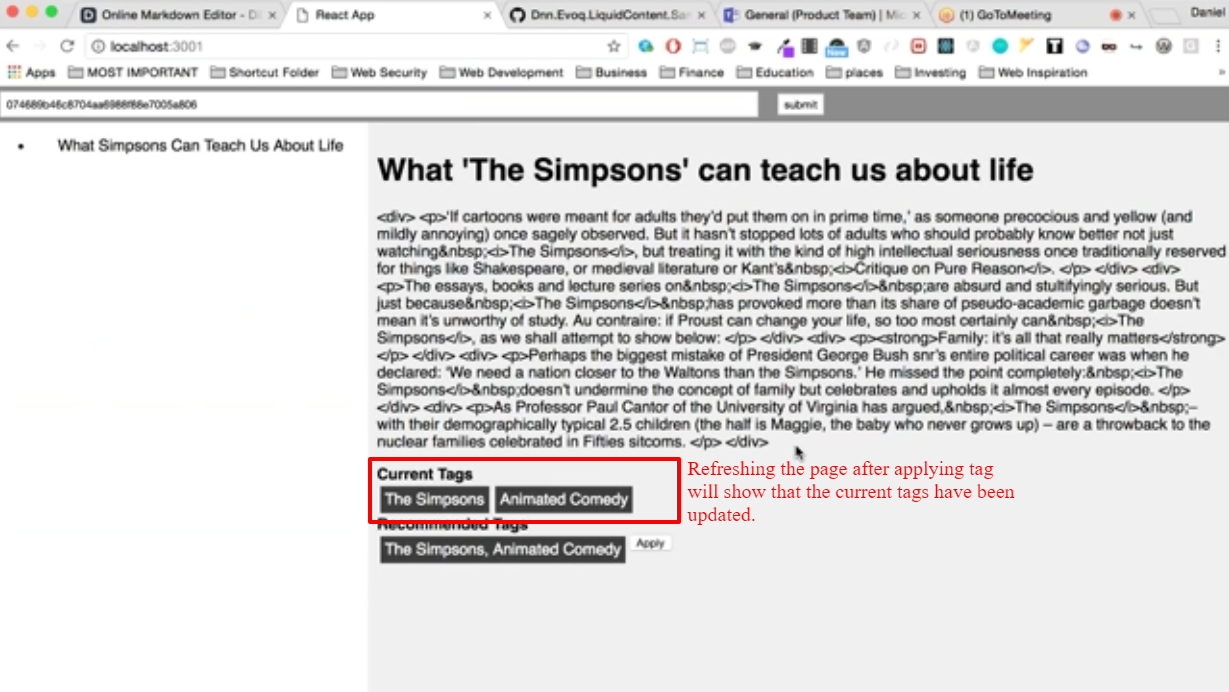 Online Markdown Editor - Di
React App
Dnn.Evoq.LiquidContent.Sam
General (Product Team) | Mic
(1) GoToMeeting
Daniel
localhost:3001
New
Apps
MOST IMPORTANT
Shortcut Folder
Web Security
Web Development
Business
Finance
Education
places
Investing
Web Inspiration
»
submit
• What Simpsons Can Teach Us About Life
What 'The Simpsons' can teach us about life
<div> <p>'If cartoons were meant for adults they'd put them on in prime time,' as someone precocious and yellow (and
mildly annoying) once sagely observed. But it hasn't stopped lots of adults who should probably know better not just
watching&nbsp;<i>The Simpsons</i>, but treating it with the kind of high intellectual seriousness once traditionally reserved
for things like Shakespeare, or medieval literature or Kant's&nbsp;<i>Critique on Pure Reason</i>. </p> </div> <div>
<p>The essays, books and lecture series on&nbsp;<i>The Simpsons</i>&nbsp;are absurd and stultifyingly serious. But
just because&nbsp;<i>The Simpsons</i>&nbsp;has provoked more than its share of pseudo-academic garbage doesn't
mean it's unworthy of study. Au contraire: if Proust can change your life, so too most certainly can&nbsp;<i>The
Simpsons</i>, as we shall attempt to show below: </p> </div> <div> <p><strong>Family: it's all that really matters</strong>
</p> </div> <div> <p>Perhaps the biggest mistake of President George Bush snr's entire political career was when he
declared: 'We need a nation closer to the Waltons than the Simpsons.' He missed the point completely:&nbsp;<i>The
Simpsons</i>&nbsp;doesn't undermine the concept of family but celebrates and upholds it almost every episode. </p>
</div> <div> <p>As Professor Paul Cantor of the University of Virginia has argued,&nbsp;<i>The Simpsons</i>&nbsp;–
with their demographically typical 2.5 children (the half is Maggie, the baby who never grows up) – are a throwback to the
nuclear families celebrated in Fifties sitcoms. </p> </div>
Current Tags
The Simpsons
Animated Comedy
Refreshing the page after applying tag
will show that the current tags have been
updated.
Recommended Tags
The Simpsons, Animated Comedy
Apply